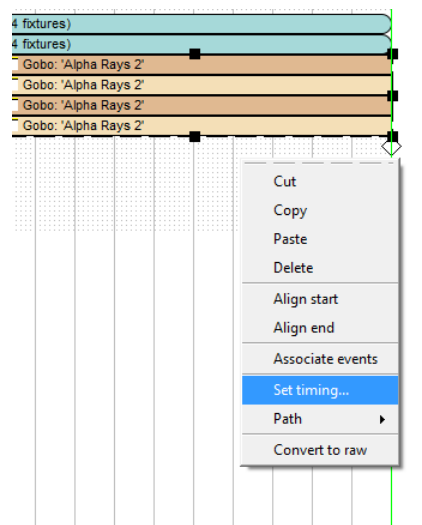 4 fixtures)
4 fixtures)
Gobo: 'Alpha Rays 2'
Gobo: 'Alpha Rays 2'
Gobo: 'Alpha Rays 2'
Gobo: 'Alpha Rays 2'
Cut
Copy
Paste
Delete
Align start
Align end
Associate events
Set timing...
Path
Convert to raw